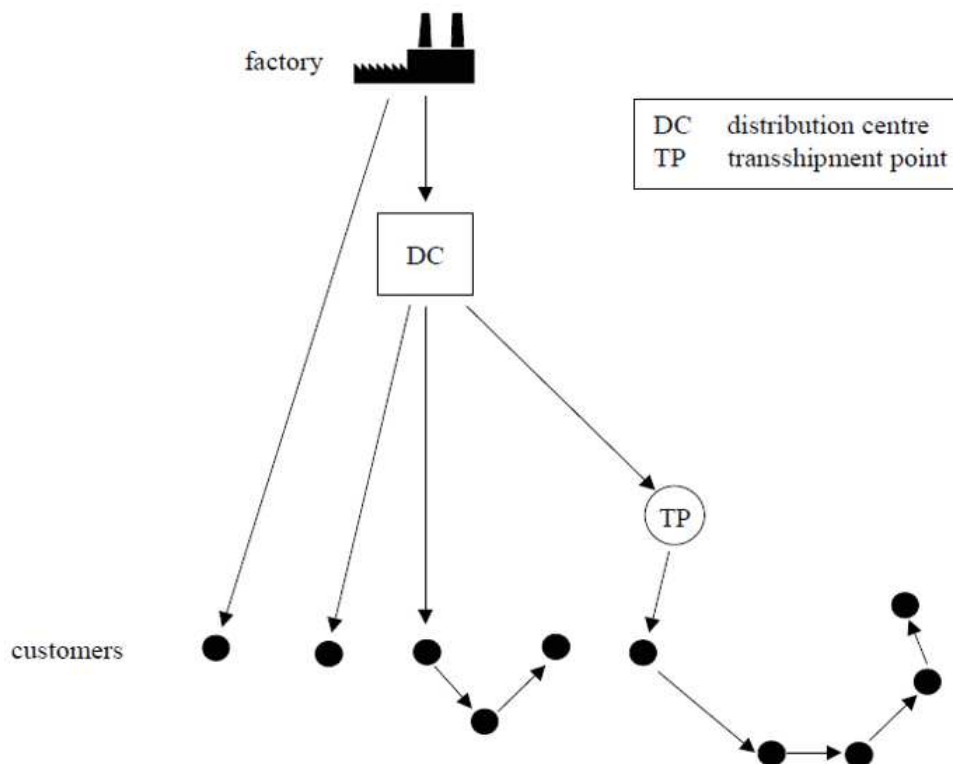 factory
DC distribution centre
TP transshipment point
DC
TP
customers